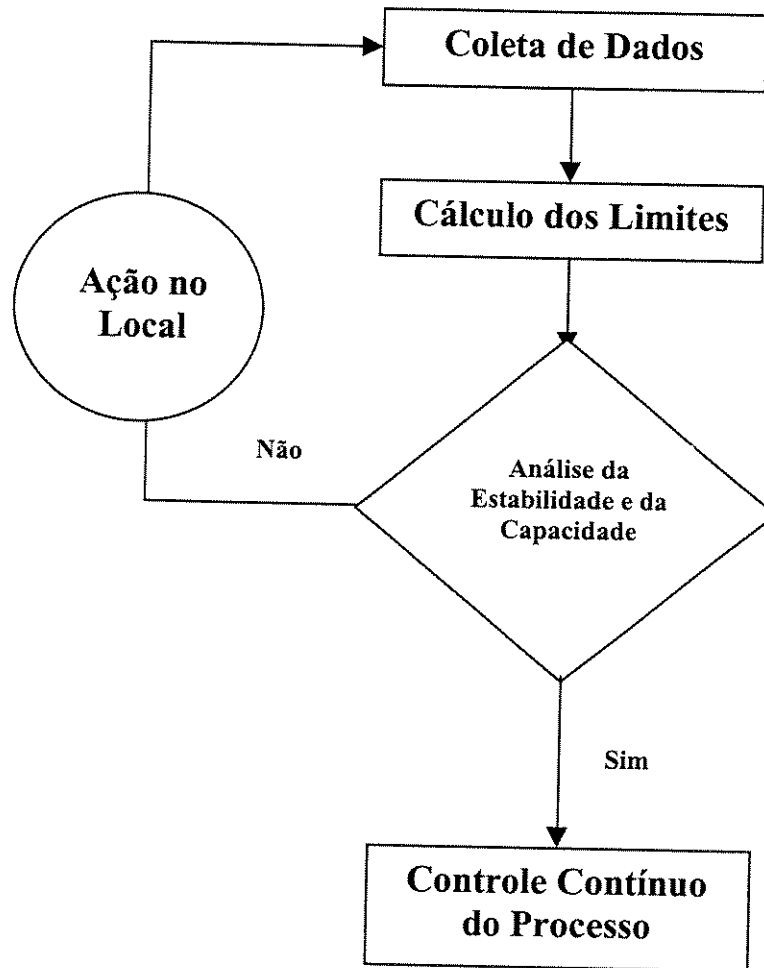 Coleta de Dados
Cálculo dos Limites
Ação no
Local
Não
Análise da
Estabilidade e da
Capacidade
Sim
Controle Contínuo
do Processo